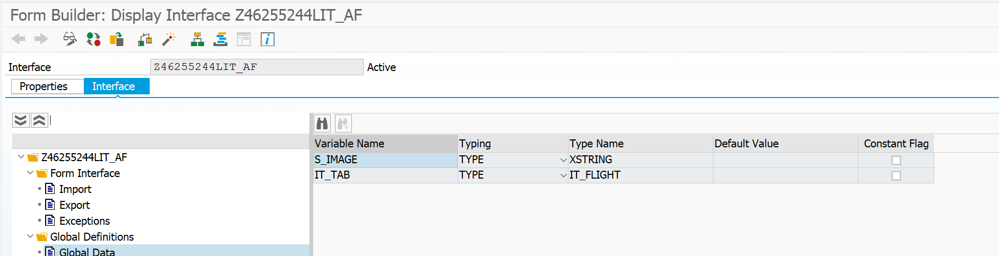 Form Builder: Display Interface Z46255244LIT_AF
Interface Z46255244LIT_AF Active
Properties Interface
Z46255244LIT_AF
Form Interface
Import
Export
Exceptions
Global Definitions
Global Data
Variable Name Typing Type Name Default Value Constant Flag
S_IMAGE TYPE XSTRING
IT_TAB TYPE IT_FLIGHT